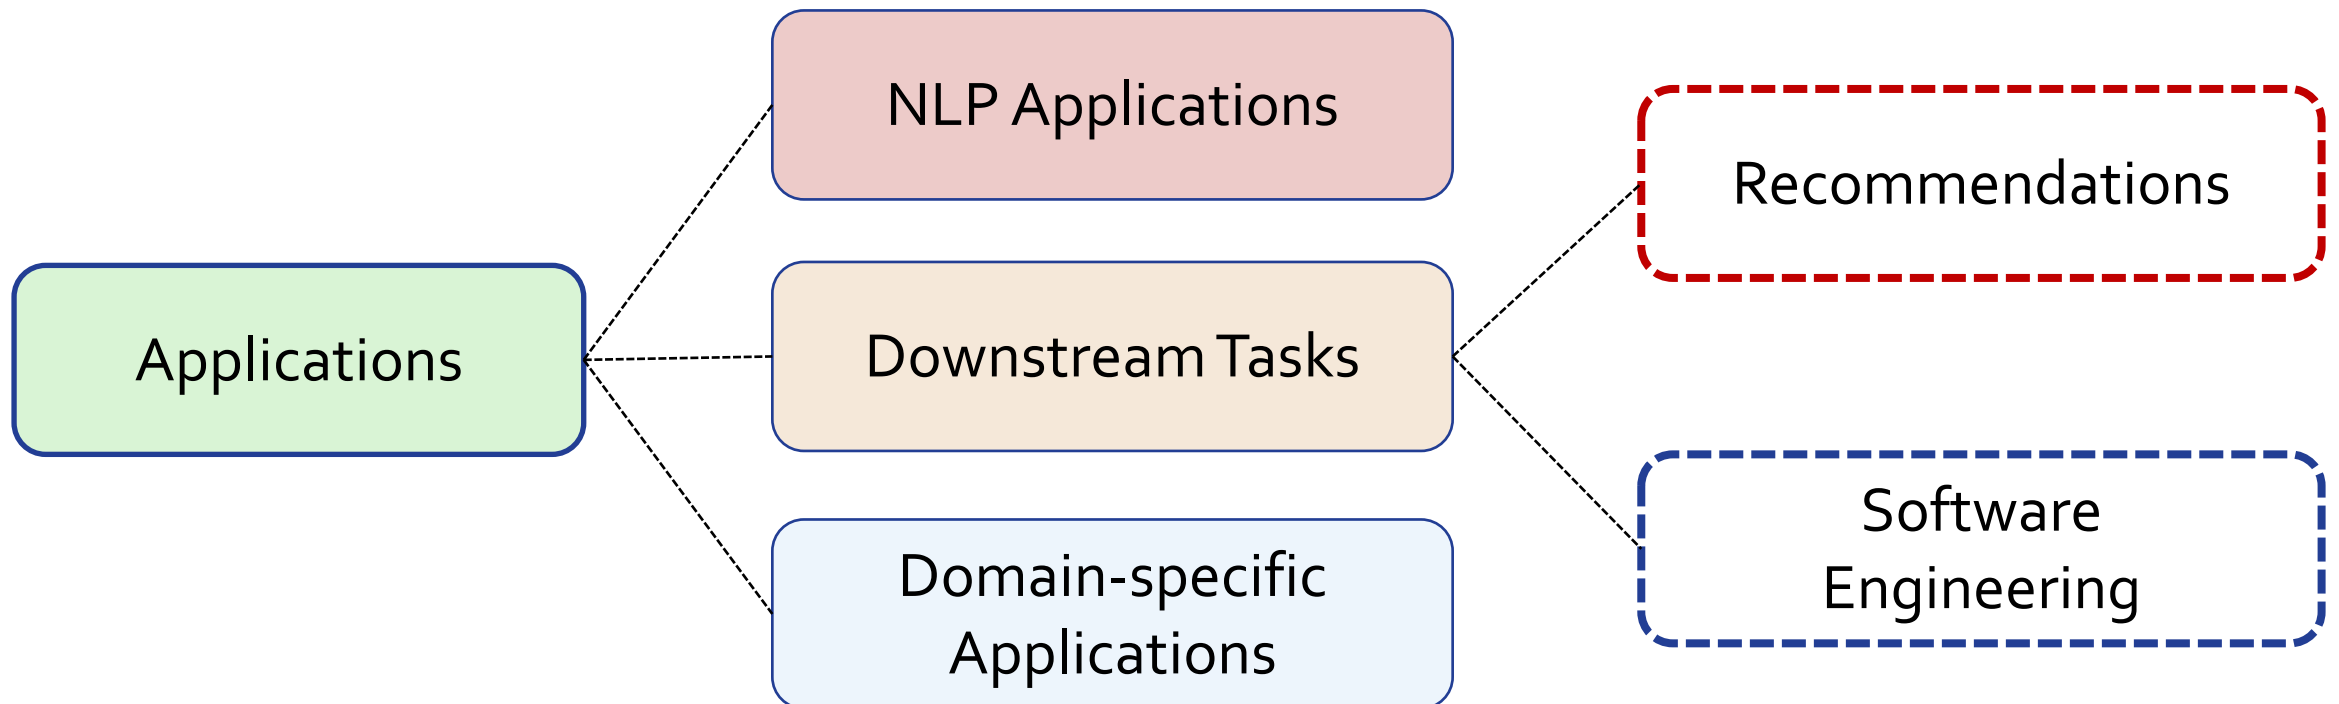 Applications
NLP Applications
Downstream Tasks
Domain-specific
Applications
Recommendations
Software
Engineering